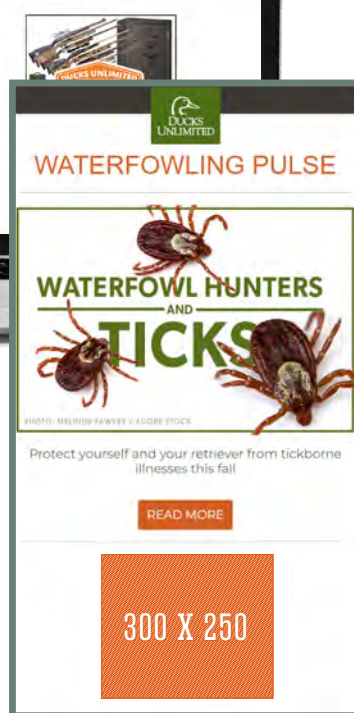 DUCKS UNLIMITED
DUCKS
UNLIMITED
WATERFOWLING PULSE
WATERFOWL HUNTERS
AND
TICKS
PHOTO: MELINDA FAWVER / ADOBE STOCK
Protect yourself and your retriever from tickborne
illnesses this fall
READ MORE
300 X 250